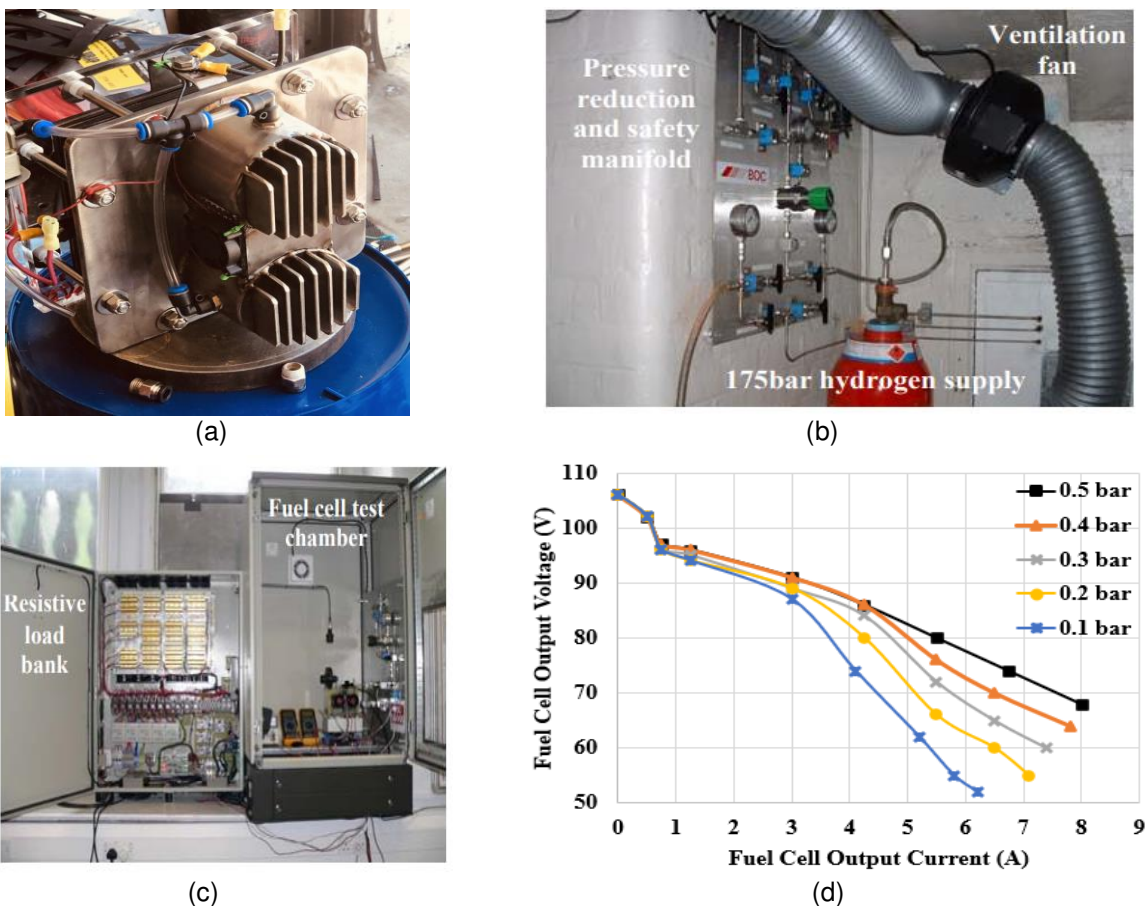 (a)
Pressure
reduction
and safety
manifold
Ventilation
fan
BOC
175bar hydrogen supply
(b)
Resistive
load
bank
Fuel cell test
chamber
(c)
Fuel Cell Output Voltage (V)
110
100
90
80
70
60
50
0 1 2 3 4 5 6 7 8 9
Fuel Cell Output Current (A)
0.5 bar
0.4 bar
0.3 bar
0.2 bar
0.1 bar
(d)